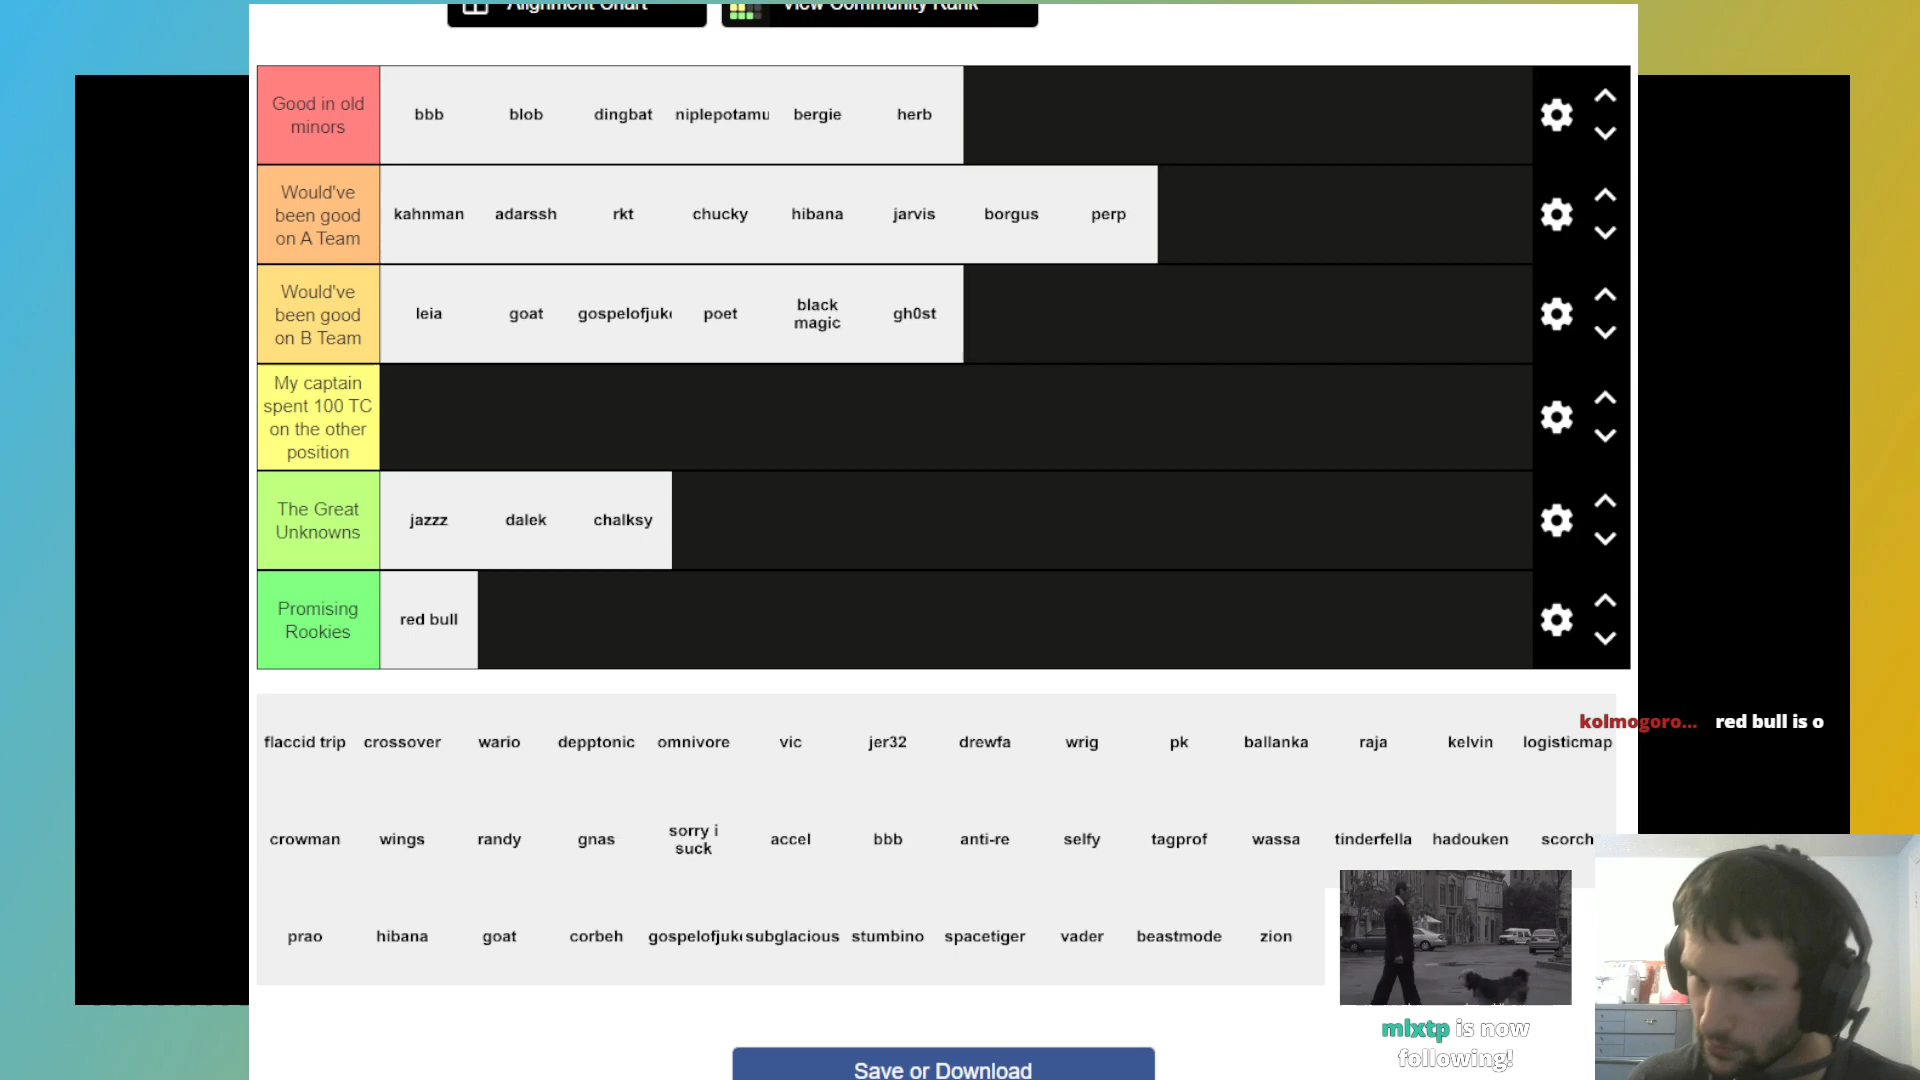 Alignment Chart
View Community Rank
Good in old
minors
bbb
blob
dingbat
niplepotamu
bergie
herb
Would've
been good
on A Team
kahnman
adarssh
rkt
chucky
hibana
jarvis
borgus
perp
Would've
been good
on B Team
leia
goat
gospelofjuk
poet
black
magic
gh0st
My captain
spent 100 TC
on the other
position
The Great
Unknowns
jazzz
dalek
chalksy
Promising
Rookies
red bull
kolmogoro... red bull is o
flaccid trip
crossover
wario
depptonic
omnivore
vic
jer32
drewfa
wrig
pk
ballanka
raja
kelvin
logisticmap
crowman
wings
randy
gnas
sorry i
suck
accel
bbb
anti-re
selfy
tagprof
wassa
tinderfella
hadouken
scorch
prao
hibana
goat
corbeh
gospelofjuk
subglacious
stumbino
spacetiger
vader
beastmode
zion
mlxtp is now
following!
Save or Download